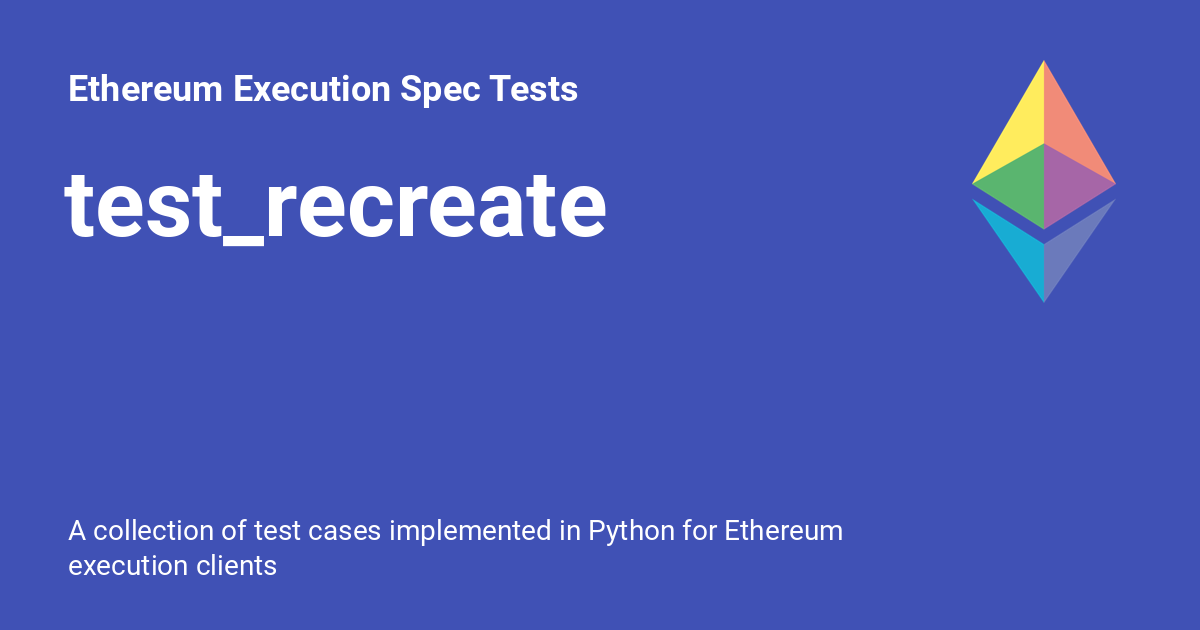 Ethereum Execution Spec Tests
test_recreate
A collection of test cases implemented in Python for Ethereum
execution clients